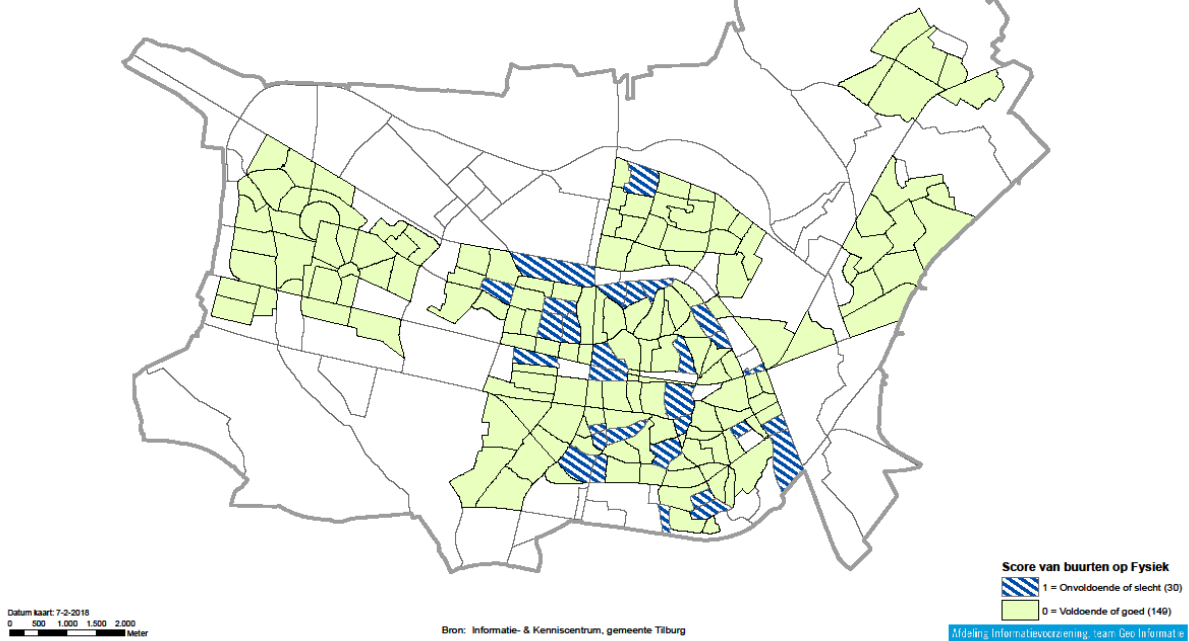 Score van buurten op Fysiek
1 = Onvoldoende of slecht (30)
0 = Voldoende of goed (149)
Datum kaart: 7-2-2018
0 500 1.000 1.500 2.000
Meter
Bron: Informatie- & Kenniscentrum, gemeente Tilburg
Afdeling Informatievoorziening, team Geo Informatie